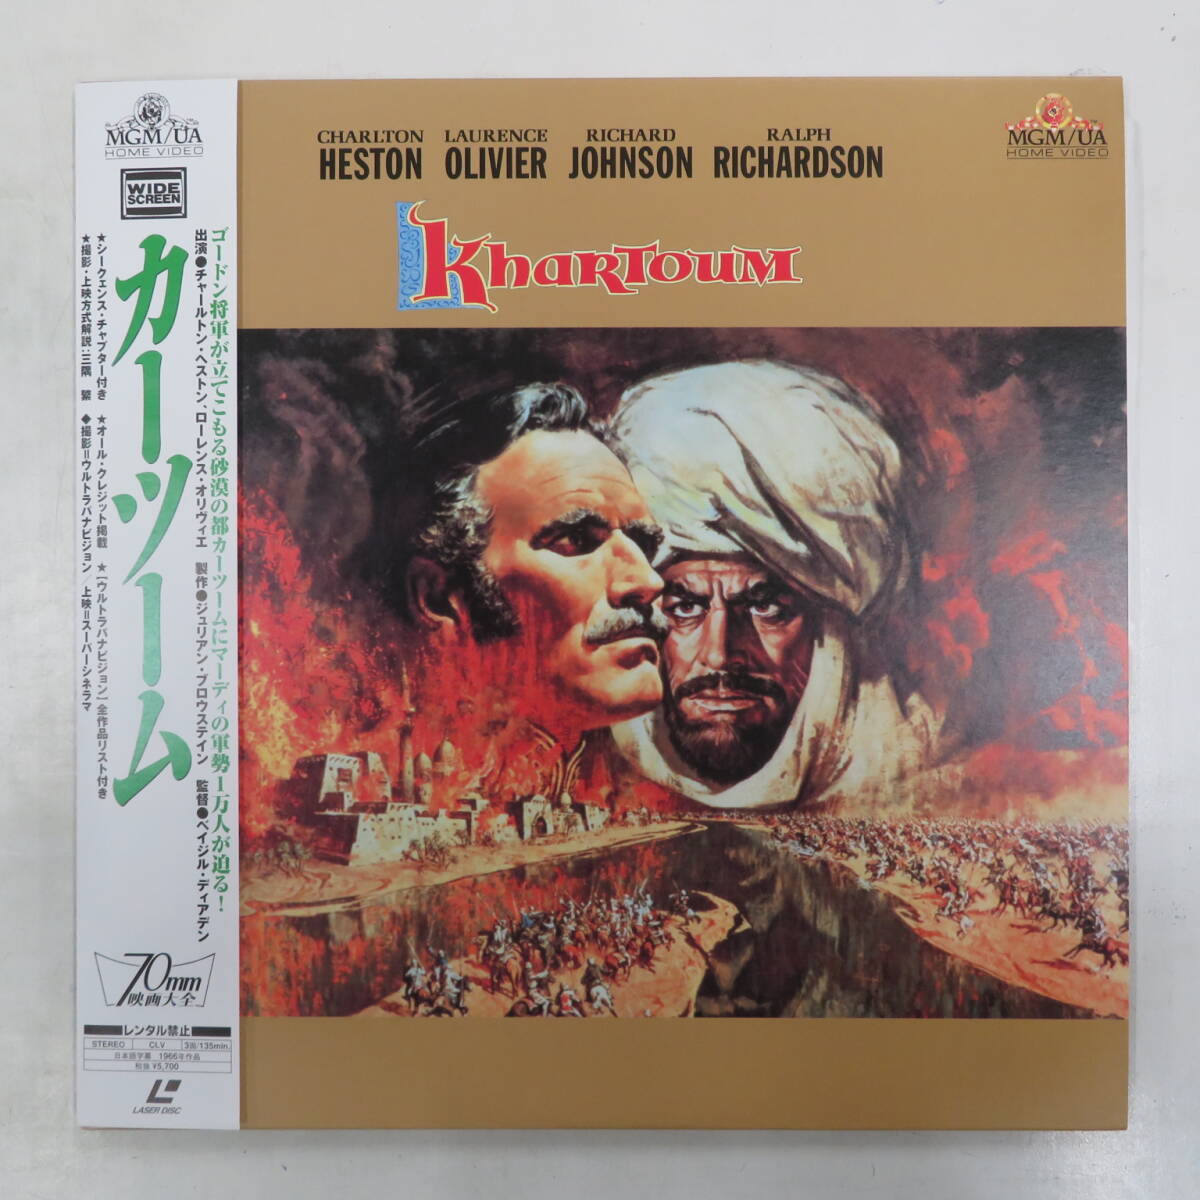 MGM/UA
HOME VIDEO
WIDE
SCREEN
カーツーム
ゴードン将軍が立てこもる砂漠の都カーツームにマーディの軍勢1万人が迫る!
出演●チャールトン・ヘストン、ローレンス・オリヴィエ 製作●ジュリアン・ブロウステイン 監督●ベイジル・ディアデン
★シークェンス・チャプター付き ★オール・クレジット掲載 ★[ウルトラパナビジョン]全作品リスト付き
★撮影・上映方式解説:三隅 繁 ◆撮影=ウルトラパナビジョン/上映=スーパーシネラマ
70mm
映画大全
レンタル禁止
STEREO CLV 3面/135min.
日本語字幕 1966年作品
税抜 ¥5,700
LASER DISC
CHARLTON LAURENCE RICHARD RALPH
HESTON OLIVIER JOHNSON RICHARDSON
Khartoum
MGM/UA
HOME VIDEO